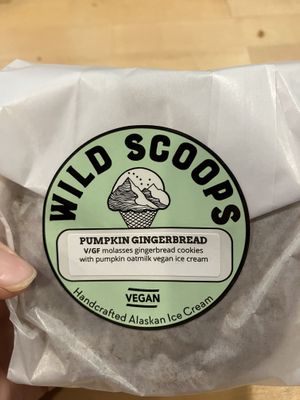 WILD SCOOPS
PUMPKIN GINGERBREAD
V/GF molasses gingerbread cookies
with pumpkin oatmilk vegan ice cream
VEGAN
Handcrafted Alaskan Ice Cream